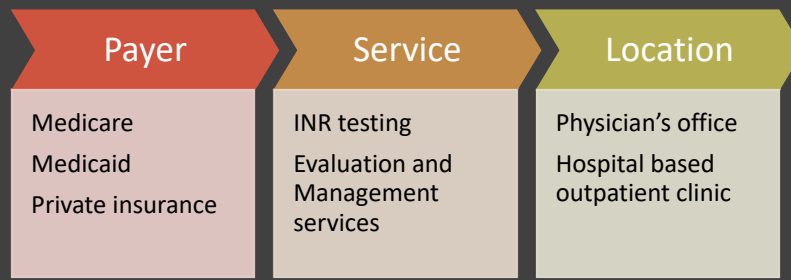 Payer
Medicare
Medicaid
Private insurance
Service
INR testing
Evaluation and
Management
services
Location
Physician’s office
Hospital based
outpatient clinic